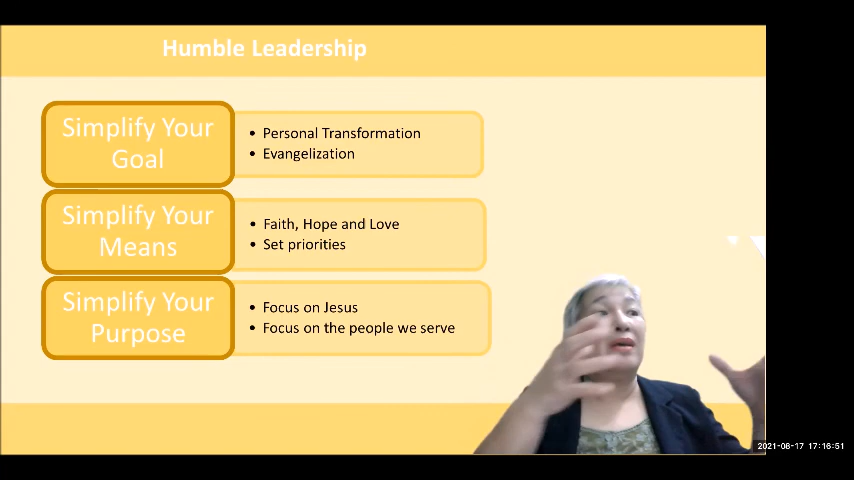 Humble Leadership
Simplify Your
Goal
• Personal Transformation
• Evangelization
Simplify Your
Means
• Faith, Hope and Love
• Set priorities
Simplify Your
Purpose
• Focus on Jesus
• Focus on the people we serve
2021-08-17 17:16:51